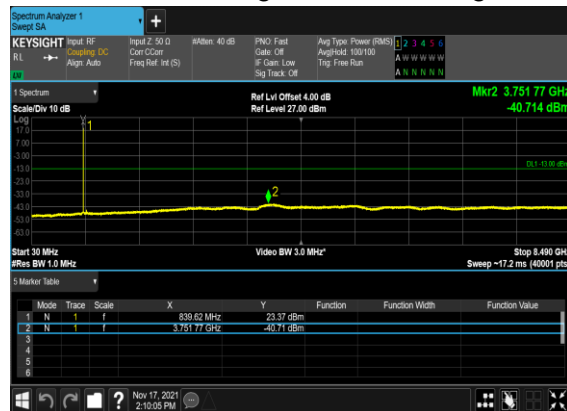 Spectrum Analyzer 1
Swept SA
+
KEYSIGHT Input: RF Input Z: 50 Ω #Atten: 40 dB PNO: Fast Avg Type: Power (RMS) 1 2 3 4 5 6
RL Coupling: DC Corr CCorr Gate: Off Avg|Hold: 100/100 A W W W W W
Align: Auto Freq Ref: Int (S) IF Gain: Low Trig: Free Run
Sig Track: Off A N N N N N
1 Spectrum Ref Lvl Offset 4.00 dB Mkr2 3.751 77 GHz
Scale/Div 10 dB Ref Level 27.00 dBm -40.714 dBm
Log
17.0
7.00
-3.00
-13.0
-23.0
-33.0
-43.0
-53.0
-63.0
1
DL1 -13.00 dBm
2
Start 30 MHz Video BW 3.0 MHz* Stop 8.490 GHz
#Res BW 1.0 MHz Sweep ~17.2 ms (40001 pts)
5 Marker Table
Mode Trace Scale X Y Function Function Width Function Value
1 N 1 f 839.62 MHz 23.37 dBm
2 N 1 f 3.751 77 GHz -40.71 dBm
3
4
5
6
? Nov 17, 2021
2:10:05 PM